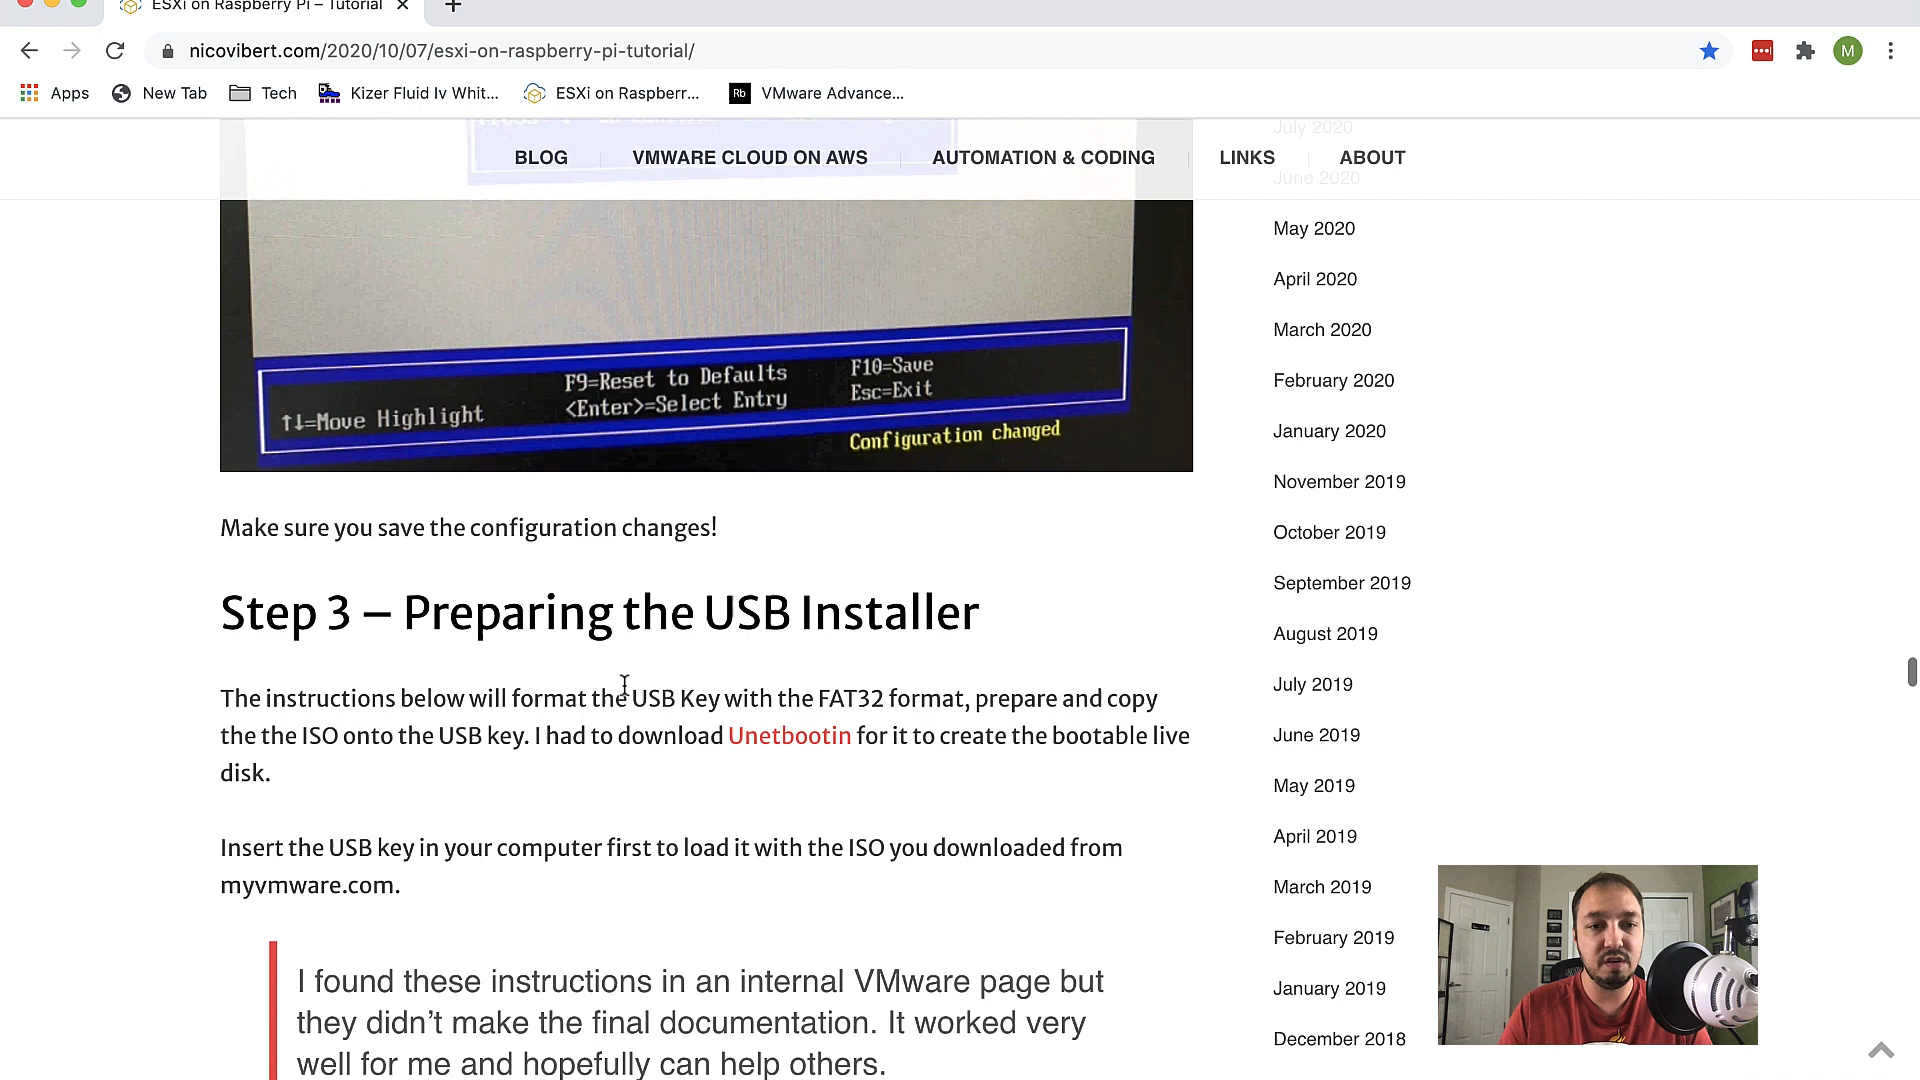 ESXi on Raspberry Pi – Tutorial
nicovibert.com/2020/10/07/esxi-on-raspberry-pi-tutorial/
M
Apps
New Tab
Tech
Kizer Fluid Iv Whit...
ESXi on Raspberr...
Rb
VMware Advance...
BLOG
VMWARE CLOUD ON AWS
AUTOMATION & CODING
LINKS
ABOUT
F9=Reset to Defaults
F10=Save
↑↓=Move Highlight
<Enter>=Select Entry
Esc=Exit
Configuration changed
Make sure you save the configuration changes!
Step 3 – Preparing the USB Installer
The instructions below will format the USB Key with the FAT32 format, prepare and copy
the the ISO onto the USB key. I had to download Unetbootin for it to create the bootable live
disk.
Insert the USB key in your computer first to load it with the ISO you downloaded from
myvmware.com.
I found these instructions in an internal VMware page but
they didn't make the final documentation. It worked very
well for me and hopefully can help others.
July 2020
June 2020
May 2020
April 2020
March 2020
February 2020
January 2020
November 2019
October 2019
September 2019
August 2019
July 2019
June 2019
May 2019
April 2019
March 2019
February 2019
January 2019
December 2018